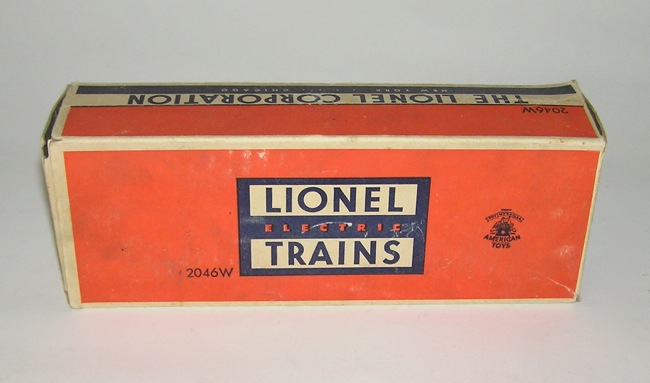 NEW YORK CHICAGO
THE LIONEL CORPORATION
2046W
LIONEL
ELECTRIC
TRAINS
2046W
AMERICAN
TOYS